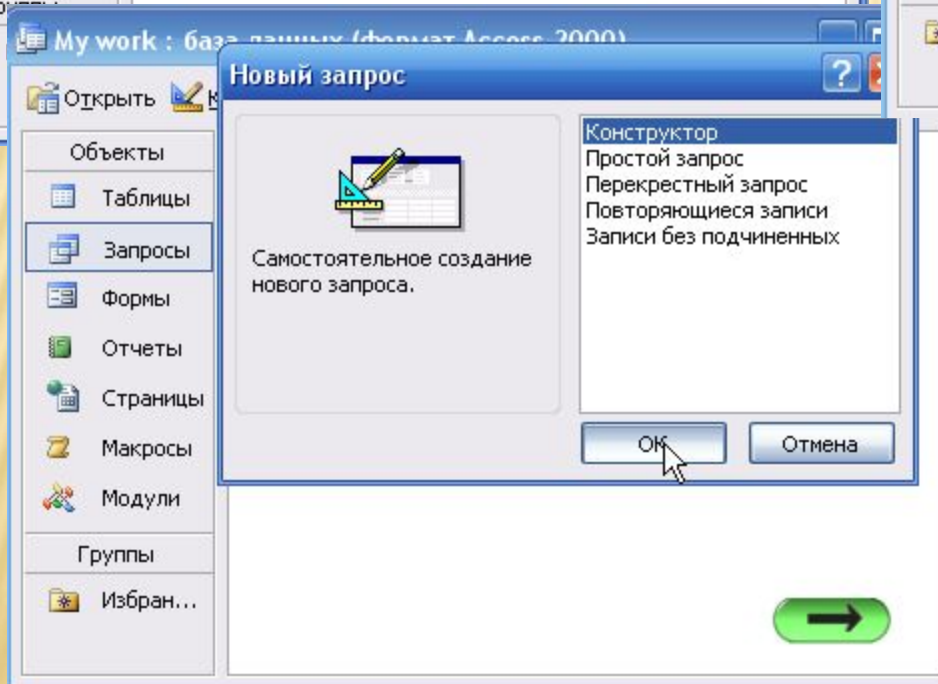 My work : база данных (формат Access 2000)
Новый запрос
Открыть
Объекты
Таблицы
Запросы
Формы
Отчеты
Страницы
Макросы
Модули
Группы
Избран...
Самостоятельное создание
нового запроса.
Конструктор
Простой запрос
Перекрестный запрос
Повторяющиеся записи
Записи без подчиненных
ОК
Отмена